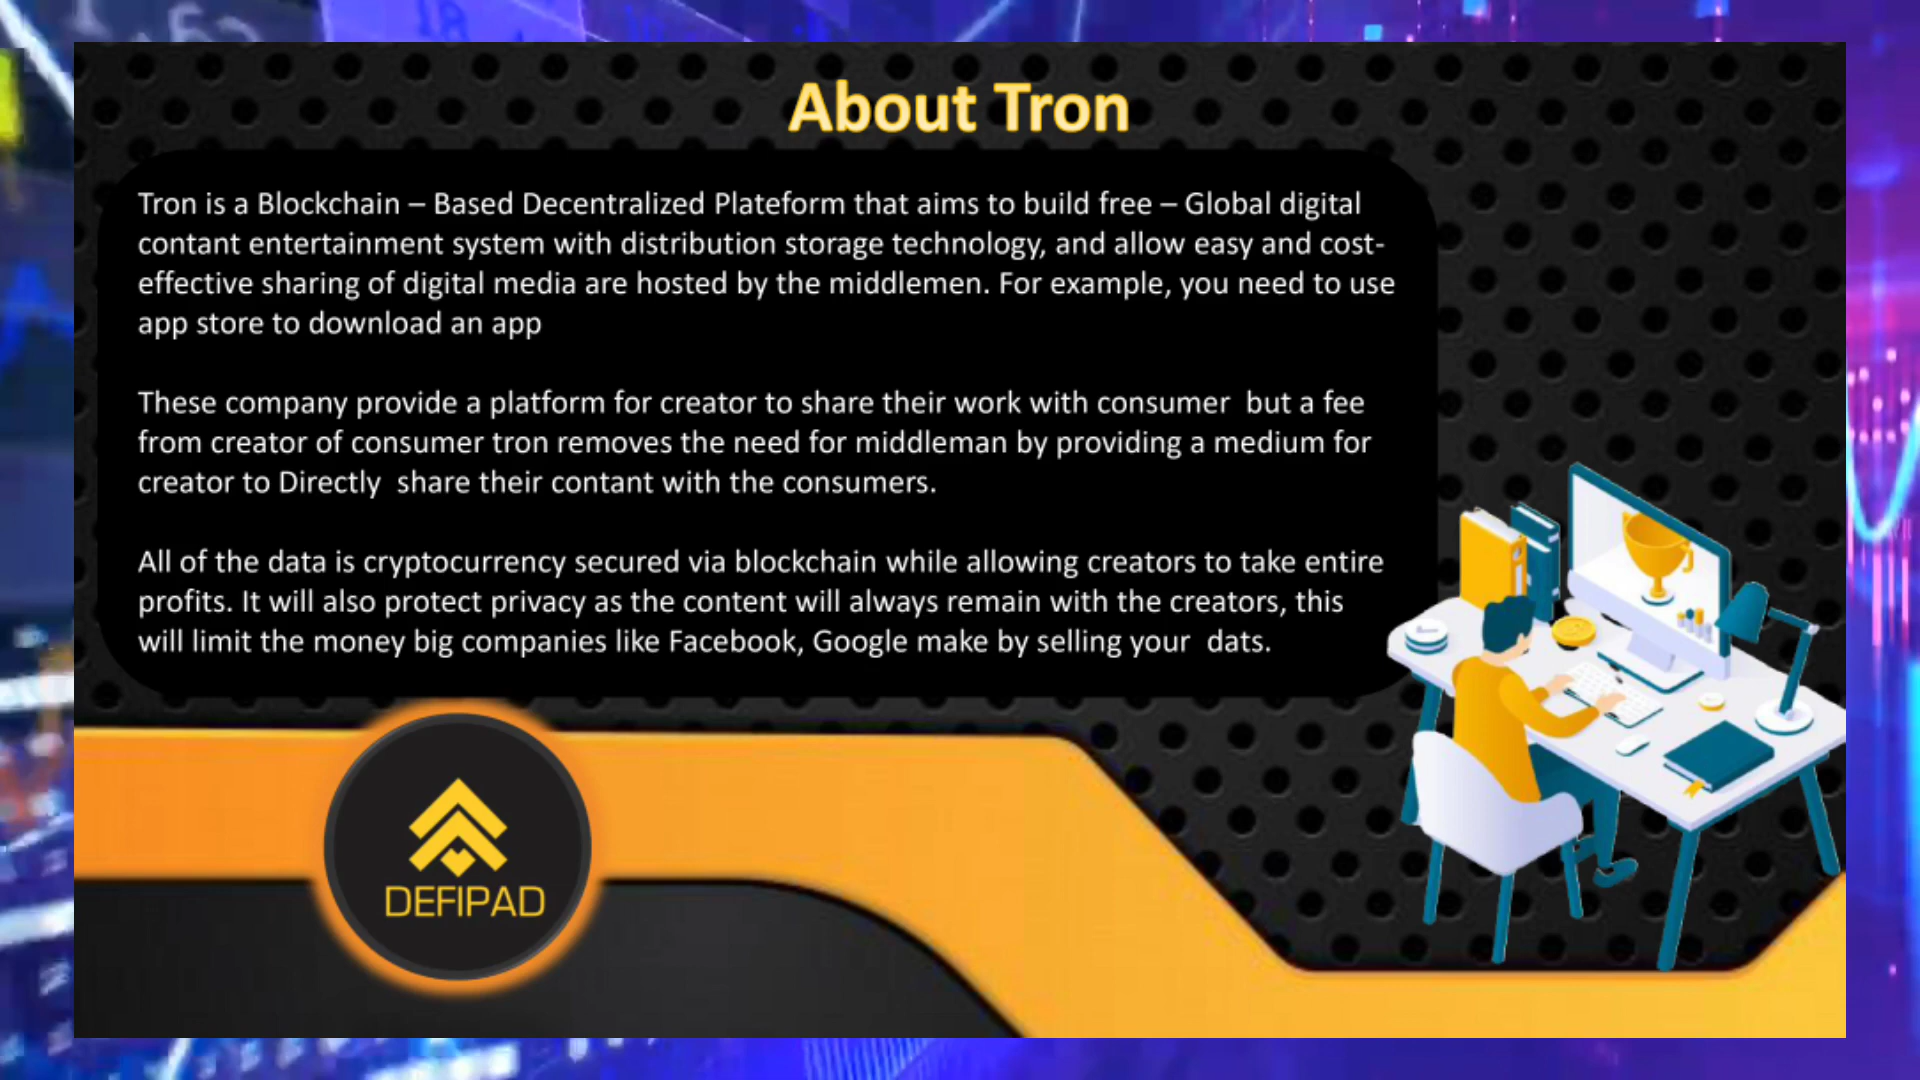 About Tron
Tron is a Blockchain – Based Decentralized Plateform that aims to build free – Global digital
contant entertainment system with distribution storage technology, and allow easy and cost-
effective sharing of digital media are hosted by the middlemen. For example, you need to use
app store to download an app
These company provide a platform for creator to share their work with consumer  but a fee
from creator of consumer tron removes the need for middleman by providing a medium for
creator to Directly  share their contant with the consumers.
All of the data is cryptocurrency secured via blockchain while allowing creators to take entire
profits. It will also protect privacy as the content will always remain with the creators, this
will limit the money big companies like Facebook, Google make by selling your  dats.
DEFIPAD